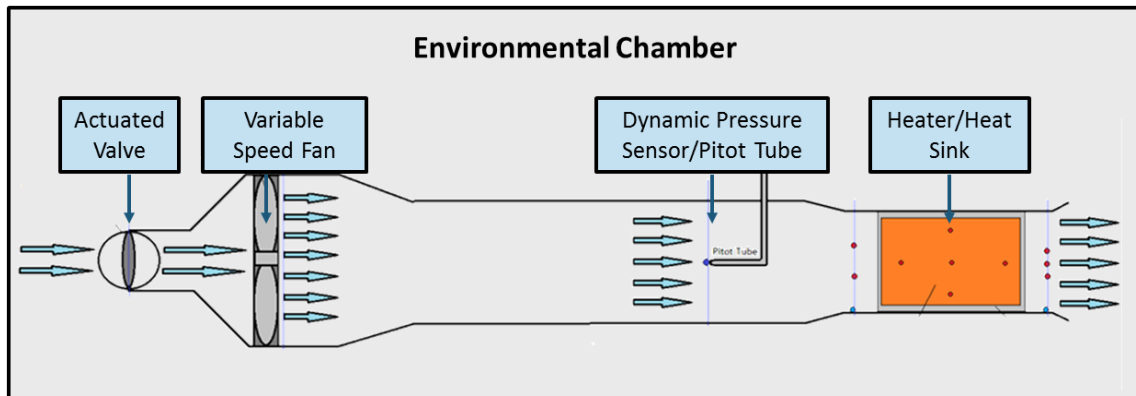 Environmental Chamber
Actuated
Valve
Variable
Speed Fan
Dynamic Pressure
Sensor/Pitot Tube
Heater/Heat
Sink
Pitot Tube